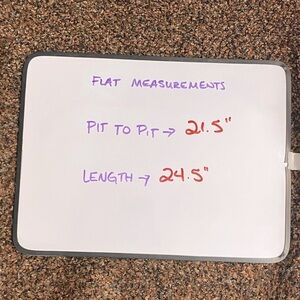 FLAT MEASUREMENTS
PIT TO PIT → 21.5"
LENGTH → 24.5"